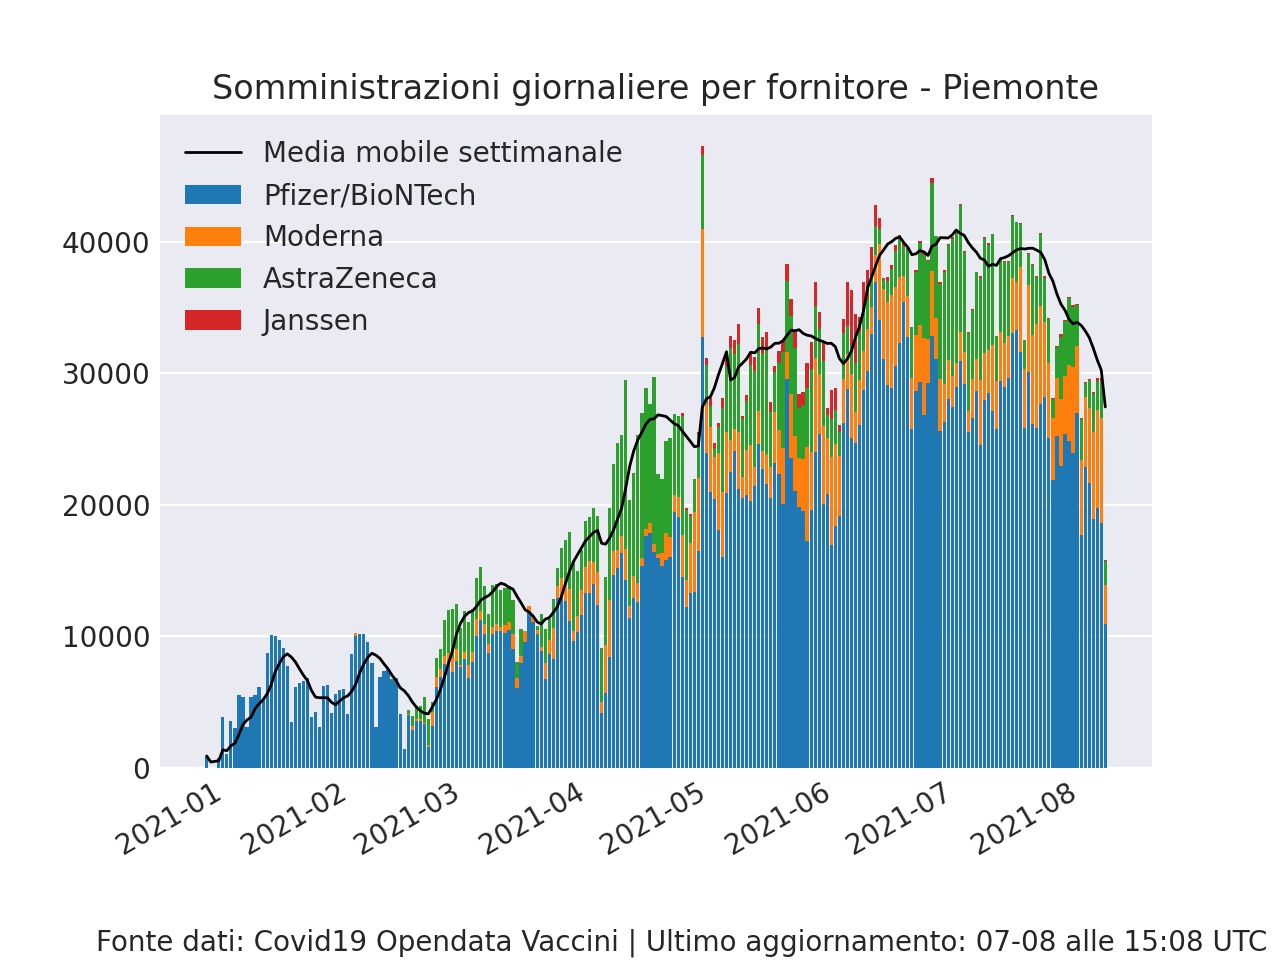 Somministrazioni giornaliere per fornitore - Piemonte
Media mobile settimanale
Pfizer/BioNTech
Moderna
AstraZeneca
Janssen
40000
30000
20000
10000
0
2021-01
2021-02
2021-03
2021-04
2021-05
2021-06
2021-07
2021-08
Fonte dati: Covid19 Opendata Vaccini | Ultimo aggiornamento: 07-08 alle 15:08 UTC